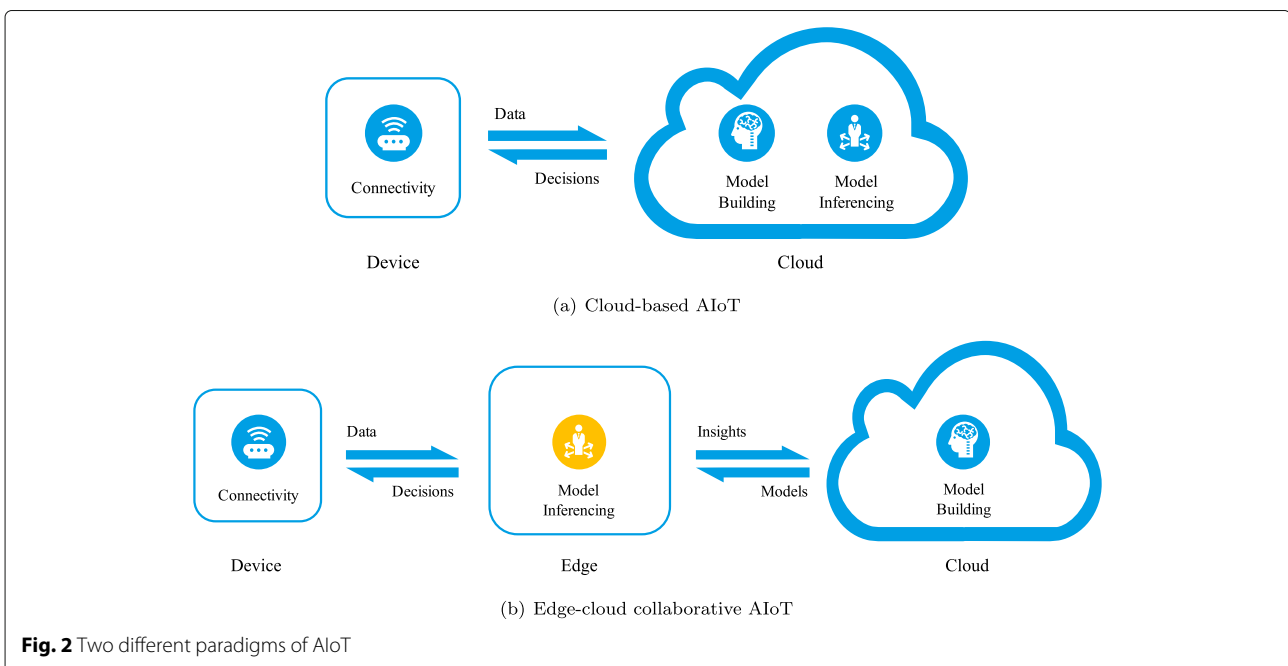 Data
Connectivity
Decisions
Model
Building
Model
Inferencing
Device
Cloud
(a) Cloud-based AIoT
Data
Insights
Connectivity
Decisions
Model
Inferencing
Models
Model
Building
Device
Edge
Cloud
(b) Edge-cloud collaborative AIoT
Fig. 2 Two different paradigms of AIoT